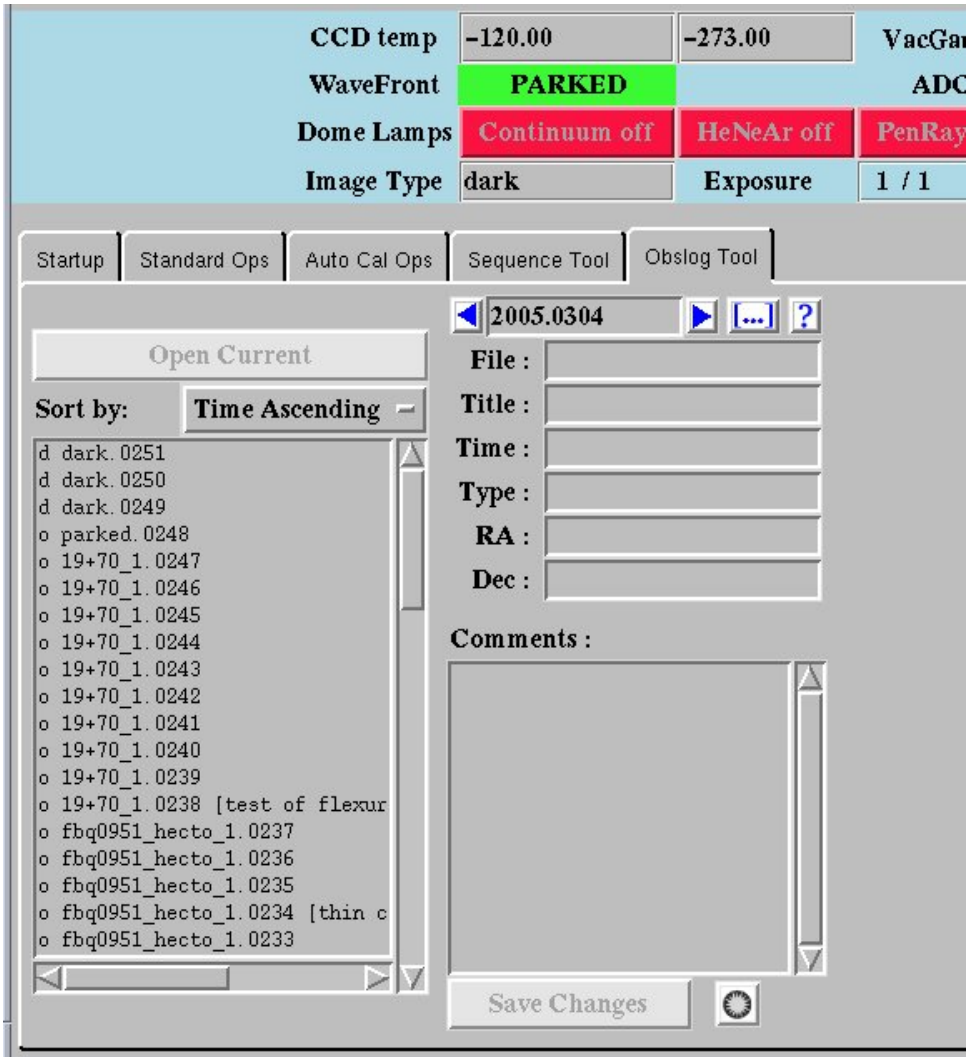 CCD temp −120.00 −273.00 VacGau
WaveFront PARKED ADC
Dome Lamps Continuum off HeNeAr off PenRay
Image Type dark Exposure 1 / 1
Startup Standard Ops Auto Cal Ops Sequence Tool Obslog Tool
2005.0304 [...] ?
Open Current
File :
Sort by: Time Ascending
Title :
Time :
Type :
RA :
Dec :
d dark.0251
d dark.0250
d dark.0249
o parked.0248
o 19+70_1.0247
o 19+70_1.0246
o 19+70_1.0245
o 19+70_1.0244
o 19+70_1.0243
o 19+70_1.0242
o 19+70_1.0241
o 19+70_1.0240
o 19+70_1.0239
o 19+70_1.0238 [test of flexur
o fbq0951_hecto_1.0237
o fbq0951_hecto_1.0236
o fbq0951_hecto_1.0235
o fbq0951_hecto_1.0234 [thin c
o fbq0951_hecto_1.0233
Comments :
Save Changes